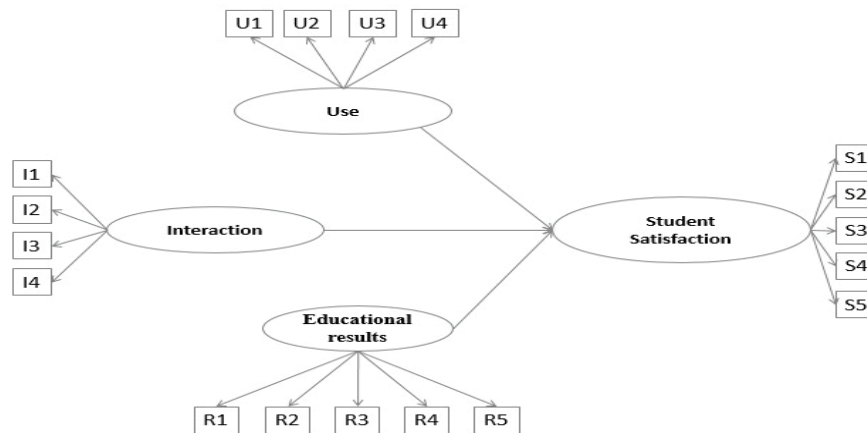 U1 U2 U3 U4
Use
I1
I2
I3
I4
Interaction
Student
Satisfaction
S1
S2
S3
S4
S5
Educational
results
R1 R2 R3 R4 R5